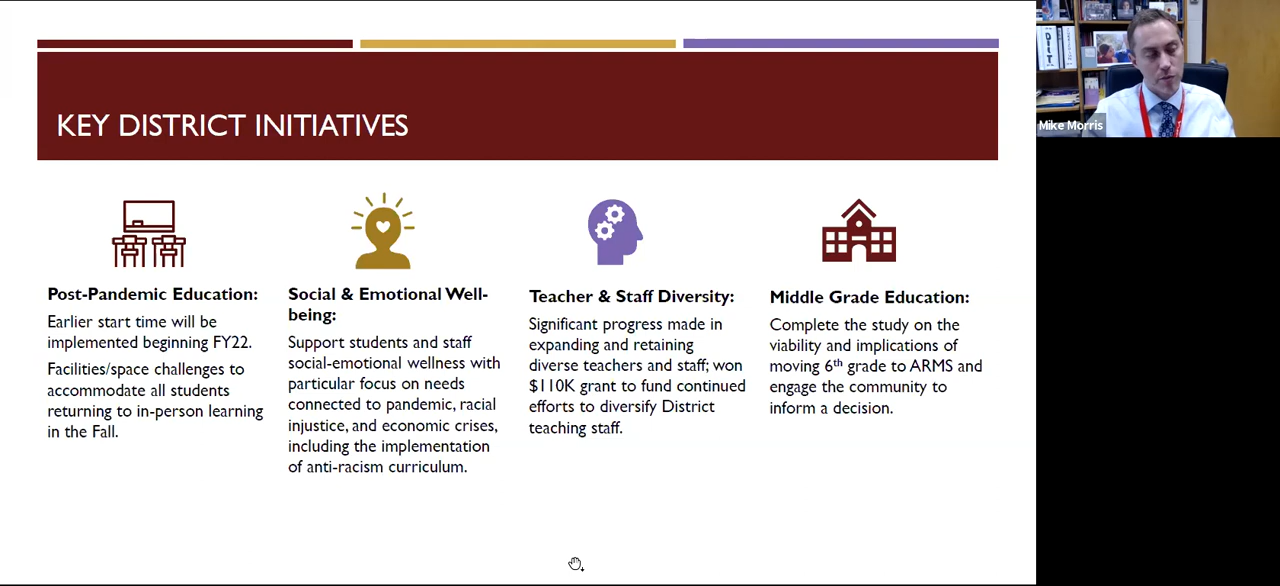 KEY DISTRICT INITIATIVES
Mike Morris
Post-Pandemic Education:
Earlier start time will be
implemented beginning FY22.
Facilities/space challenges to
accommodate all students
returning to in-person learning
in the Fall.
Social & Emotional Well-
being:
Support students and staff
social-emotional wellness with
particular focus on needs
connected to pandemic, racial
injustice, and economic crises,
including the implementation
of anti-racism curriculum.
Teacher & Staff Diversity:
Significant progress made in
expanding and retaining
diverse teachers and staff; won
$110K grant to fund continued
efforts to diversify District
teaching staff.
Middle Grade Education:
Complete the study on the
viability and implications of
moving 6th grade to ARMS and
engage the community to
inform a decision.